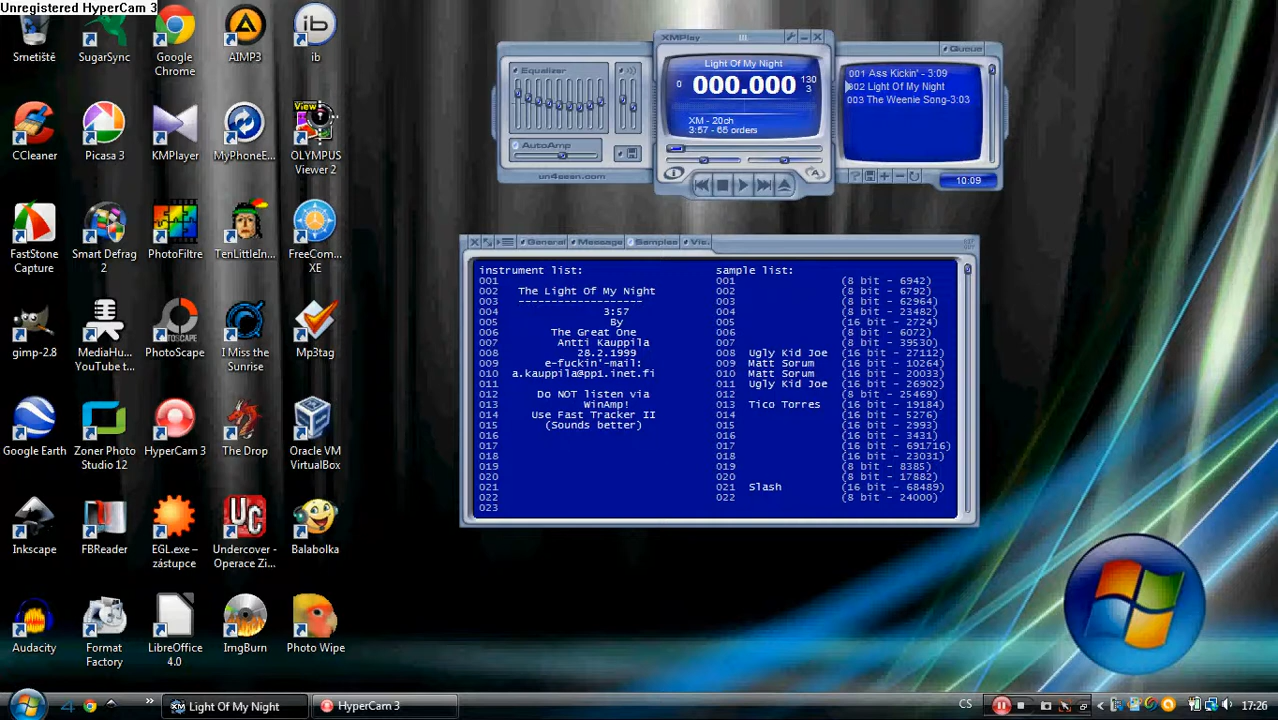 Unregistered HyperCam 3
Smetiště
SugarSync
Google
Chrome
AIMP3
ib
CCleaner
Picasa 3
KMPlayer
MyPhoneE...
OLYMPUS
Viewer 2
FastStone
Capture
Smart Defrag
2
PhotoFiltre
TenLittleIn...
FreeCom...
XE
gimp-2.8
MediaHu...
YouTube t...
PhotoScape
I Miss the
Sunrise
Mp3tag
Google Earth
Zoner Photo
Studio 12
HyperCam 3
The Drop
Oracle VM
VirtualBox
Inkscape
FBReader
EGL.exe –
zástupce
Undercover -
Operace Zi...
Balabolka
Audacity
Format
Factory
LibreOffice
4.0
ImgBurn
Photo Wipe
XMPlay
Equalizer
AutoAmp
un4seen.com
Light Of My Night
0 000.000 130
3
XM - 20ch
3:57 - 65 orders
Queue
001 Ass Kickin' - 3:09
002 Light Of My Night
003 The Weenie Song-3:03
10:09
General Message Samples Vis.
instrument list:
001
002 The Light Of My Night
003 -------------------
004 3:57
005 By
006 The Great One
007 Antti Kauppila
008 28.2.1999
009 e-fuckin'-mail:
010 a.kauppila@pp1.inet.fi
011
012 Do NOT listen via
013 WinAmp!
014 Use Fast Tracker II
015 (Sounds better)
016
017
018
019
020
021
022
023
sample list:
001 (8 bit - 6942)
002 (8 bit - 6792)
003 (8 bit - 62964)
004 (8 bit - 23482)
005 (16 bit - 2724)
006 (8 bit - 6072)
007 (8 bit - 39530)
008 Ugly Kid Joe (16 bit - 27112)
009 Matt Sorum (16 bit - 10264)
010 Matt Sorum (16 bit - 20033)
011 Ugly Kid Joe (16 bit - 26902)
012 (8 bit - 25469)
013 Tico Torres (16 bit - 19184)
014 (16 bit - 5276)
015 (16 bit - 2993)
016 (16 bit - 3431)
017 (16 bit - 691716)
018 (16 bit - 23031)
019 (8 bit - 8385)
020 (8 bit - 17882)
021 Slash (16 bit - 68489)
022 (8 bit - 24000)
Light Of My Night
HyperCam 3
CS
17:26